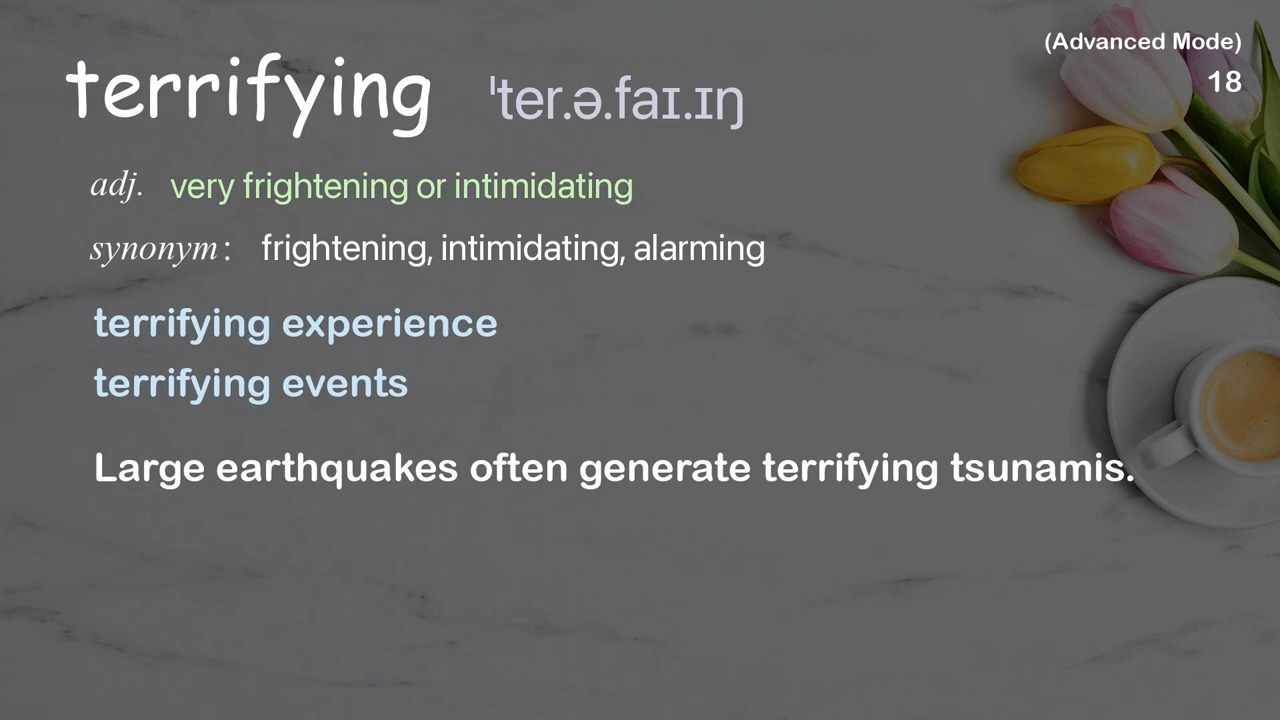 (Advanced Mode)
18
terrifying ˈter.ə.faɪ.ɪŋ
adj. very frightening or intimidating
synonym: frightening, intimidating, alarming
terrifying experience
terrifying events
Large earthquakes often generate terrifying tsunamis.